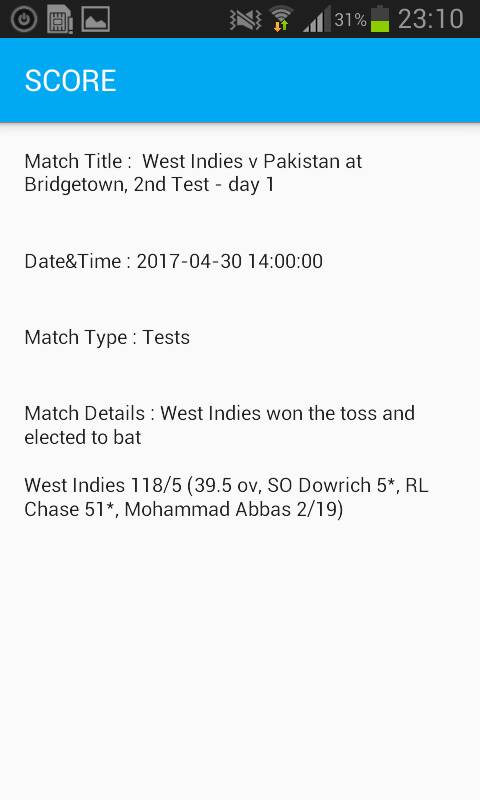 31% 23:10
SCORE
Match Title :  West Indies v Pakistan at
Bridgetown, 2nd Test - day 1
Date&Time : 2017-04-30 14:00:00
Match Type : Tests
Match Details : West Indies won the toss and
elected to bat
West Indies 118/5 (39.5 ov, SO Dowrich 5*, RL
Chase 51*, Mohammad Abbas 2/19)